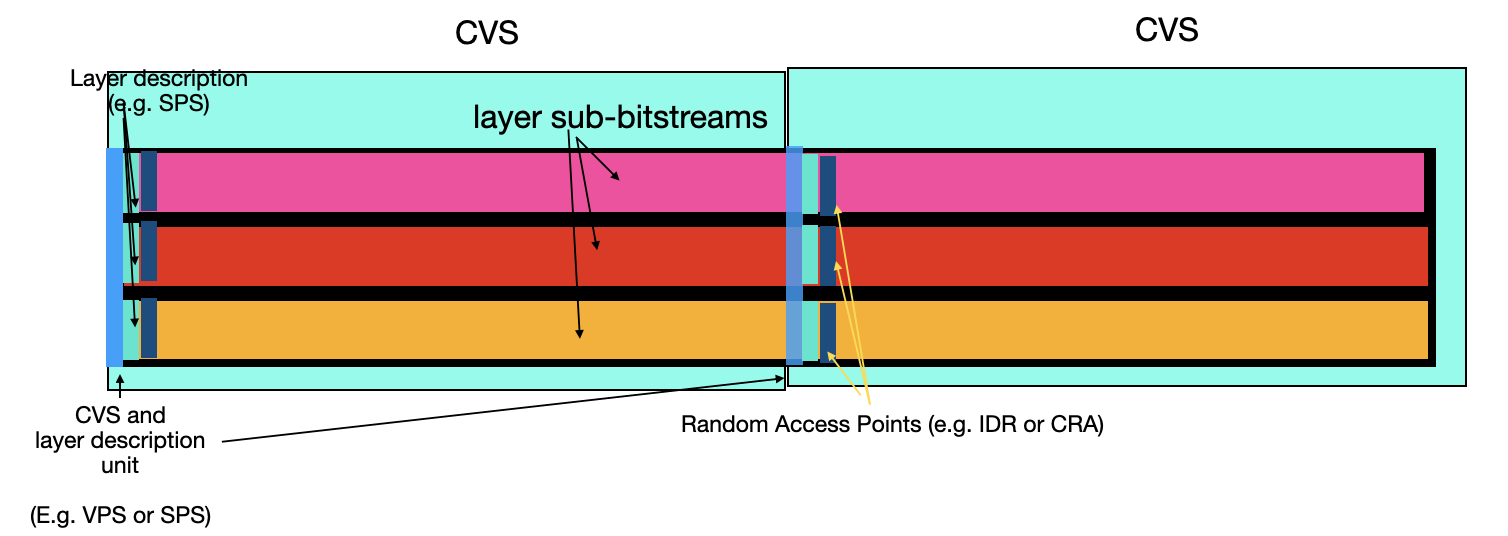 CVS
CVS
Layer description
(e.g. SPS)
layer sub-bitstreams
CVS and
layer description
unit
(E.g. VPS or SPS)
Random Access Points (e.g. IDR or CRA)